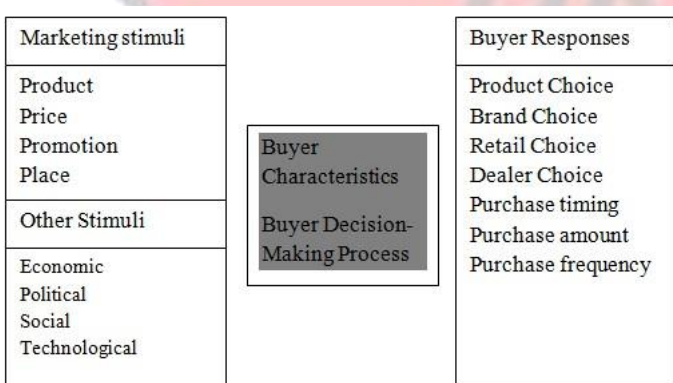 Marketing stimuli
Product
Price
Promotion
Place
Other Stimuli
Economic
Political
Social
Technological
Buyer
Characteristics
Buyer Decision-
Making Process
Buyer Responses
Product Choice
Brand Choice
Retail Choice
Dealer Choice
Purchase timing
Purchase amount
Purchase frequency